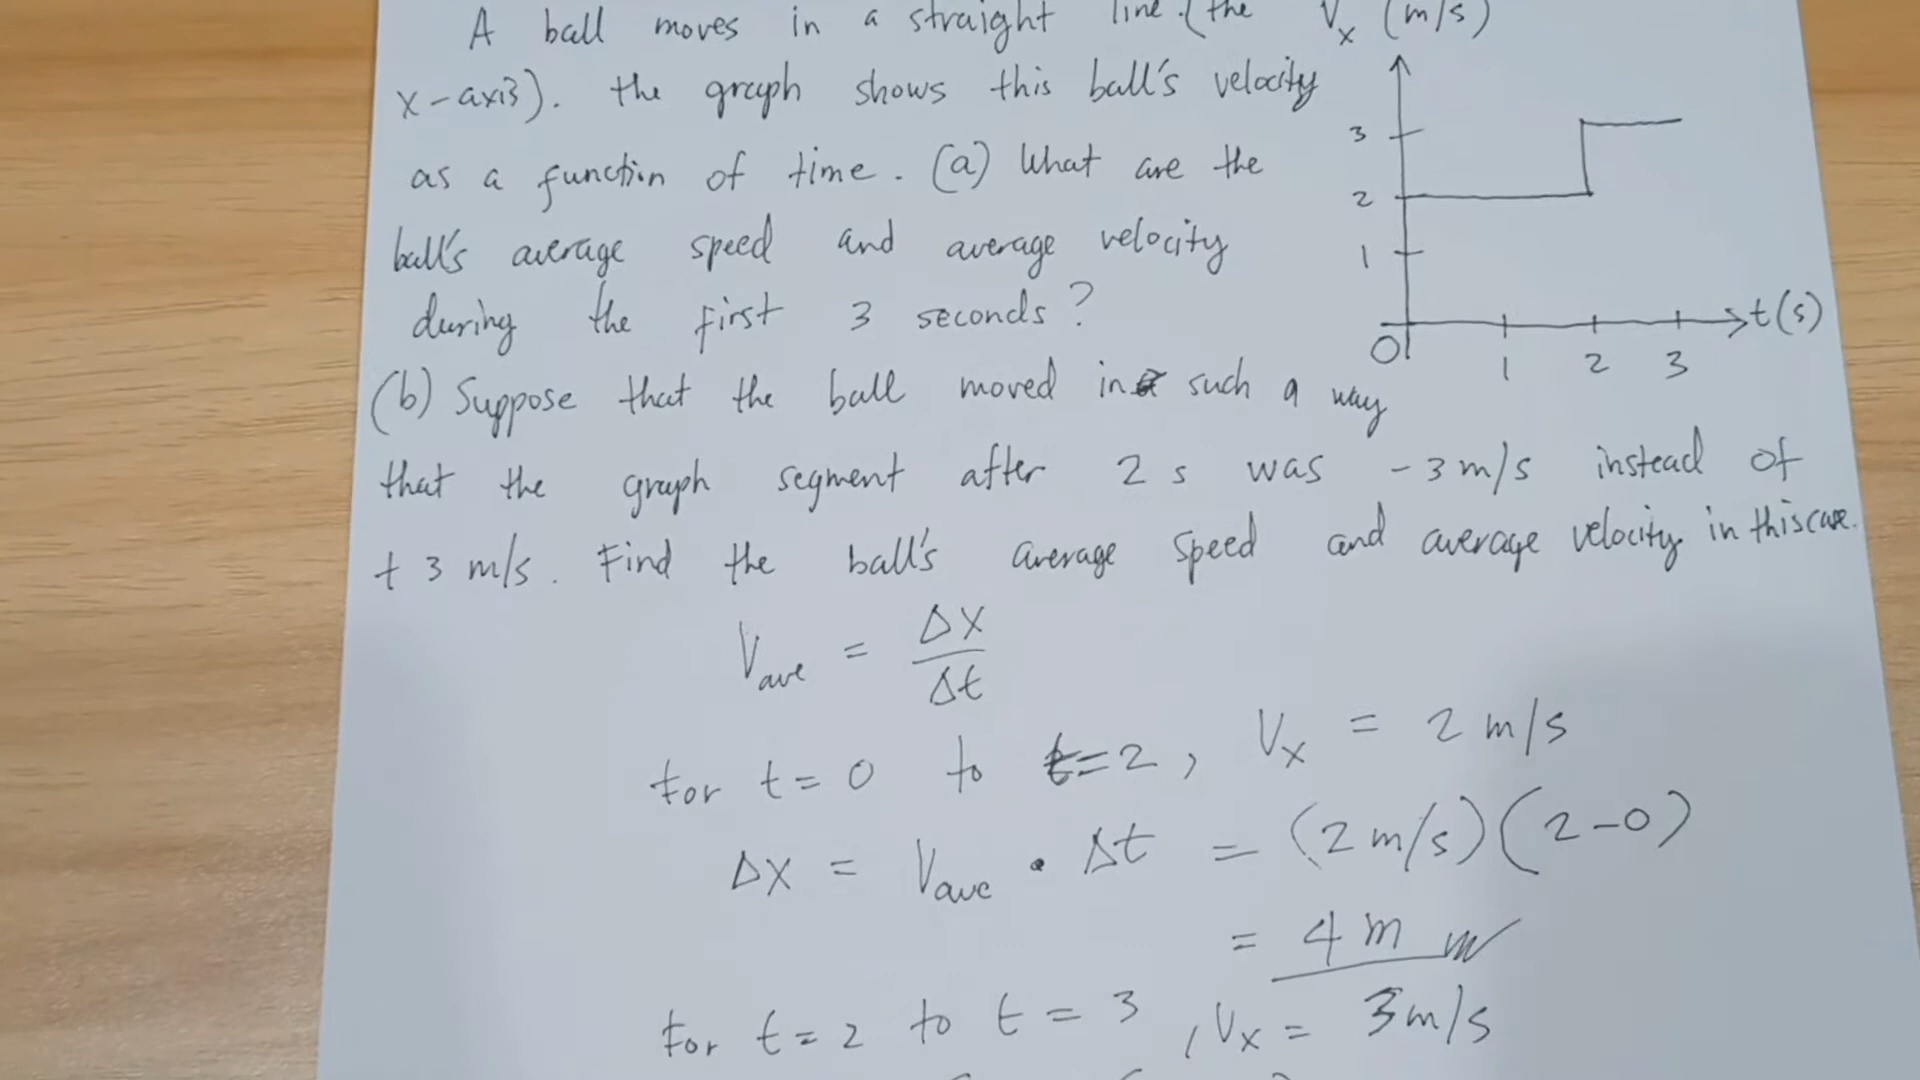 A ball moves in a straight line (the
x-axis). the graph shows this ball's velocity
as a function of time. (a) What are the
ball's average speed and average velocity
during the first 3 seconds?
Vx (m/s)
3
2
1
0
1 2 3
t(s)
(b) Suppose that the ball moved in such a way
that the graph segment after 2 s was -3 m/s instead of
+3 m/s. Find the ball's average speed and average velocity in this case.
Vave = Δx/Δt
For t=0 to t=2, Vx = 2 m/s
Δx = Vave · Δt = (2 m/s)(2-0)
= 4 m
For t=2 to t=3, Vx = 3m/s